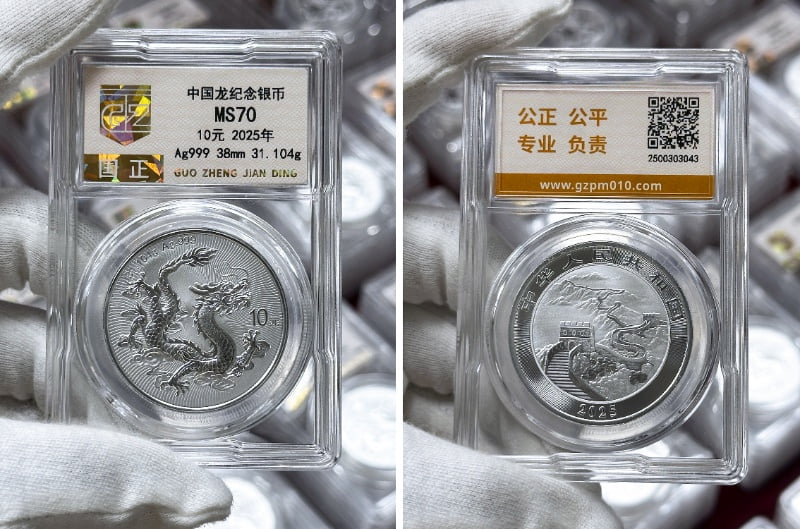 中国龙纪念银币
MS70
10元 2025年
Ag999 38mm 31.104g
国正
GUO ZHENG JIAN DING
10元
公正 公平
专业 负责
2500303043
www.gzpm010.com
中华人民共和国
2025